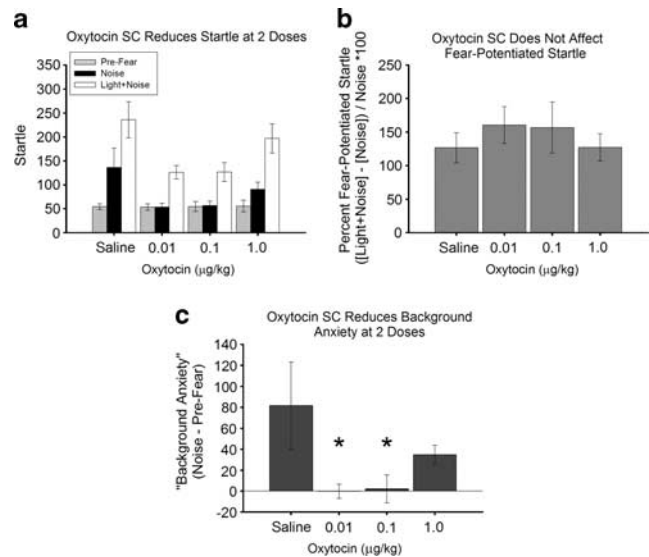 a
Oxytocin SC Reduces Startle at 2 Doses
Pre-Fear
Noise
Light+Noise
Startle
350
300
250
200
150
100
50
0
Saline 0.01 0.1 1.0
Oxytocin (µg/kg)
b
Oxytocin SC Does Not Affect
Fear-Potentiated Startle
Percent Fear-Potentiated Startle
([Light+Noise] - [Noise]) / Noise *100
250
200
150
100
50
0
Saline 0.01 0.1 1.0
Oxytocin (µg/kg)
c
Oxytocin SC Reduces Background
Anxiety at 2 Doses
"Background Anxiety"
(Noise - Pre-Fear)
140
120
100
80
60
40
20
0
-20
* *
Saline 0.01 0.1 1.0
Oxytocin (µg/kg)